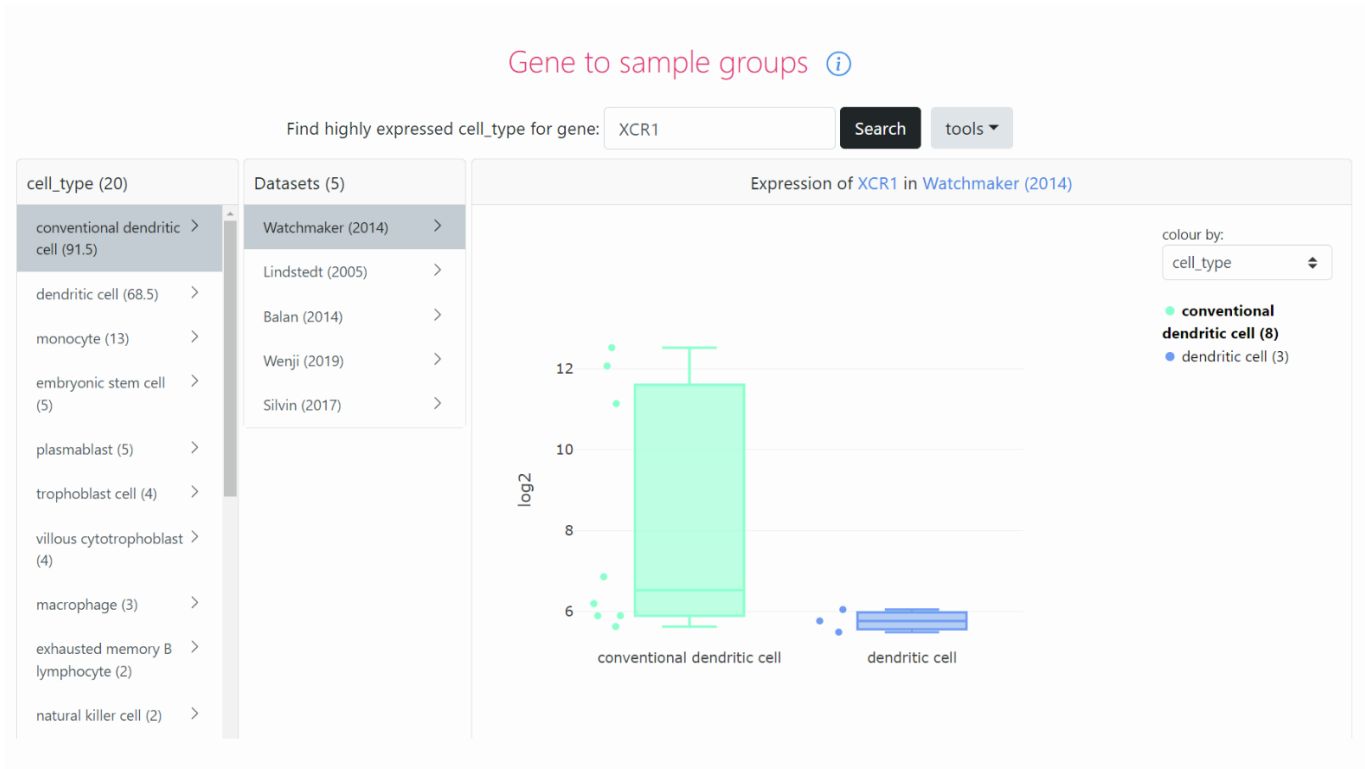 Gene to sample groups
Find highly expressed cell_type for gene: XCR1 Search tools
cell_type (20)
conventional dendritic
cell (91.5)
dendritic cell (68.5)
monocyte (13)
embryonic stem cell
(5)
plasmablast (5)
trophoblast cell (4)
villous cytotrophoblast
(4)
macrophage (3)
exhausted memory B
lymphocyte (2)
natural killer cell (2)
Datasets (5)
Watchmaker (2014)
Lindstedt (2005)
Balan (2014)
Wenji (2019)
Silvin (2017)
Expression of XCR1 in Watchmaker (2014)
colour by:
cell_type
conventional
dendritic cell (8)
dendritic cell (3)
log2
12
10
8
6
conventional dendritic cell
dendritic cell